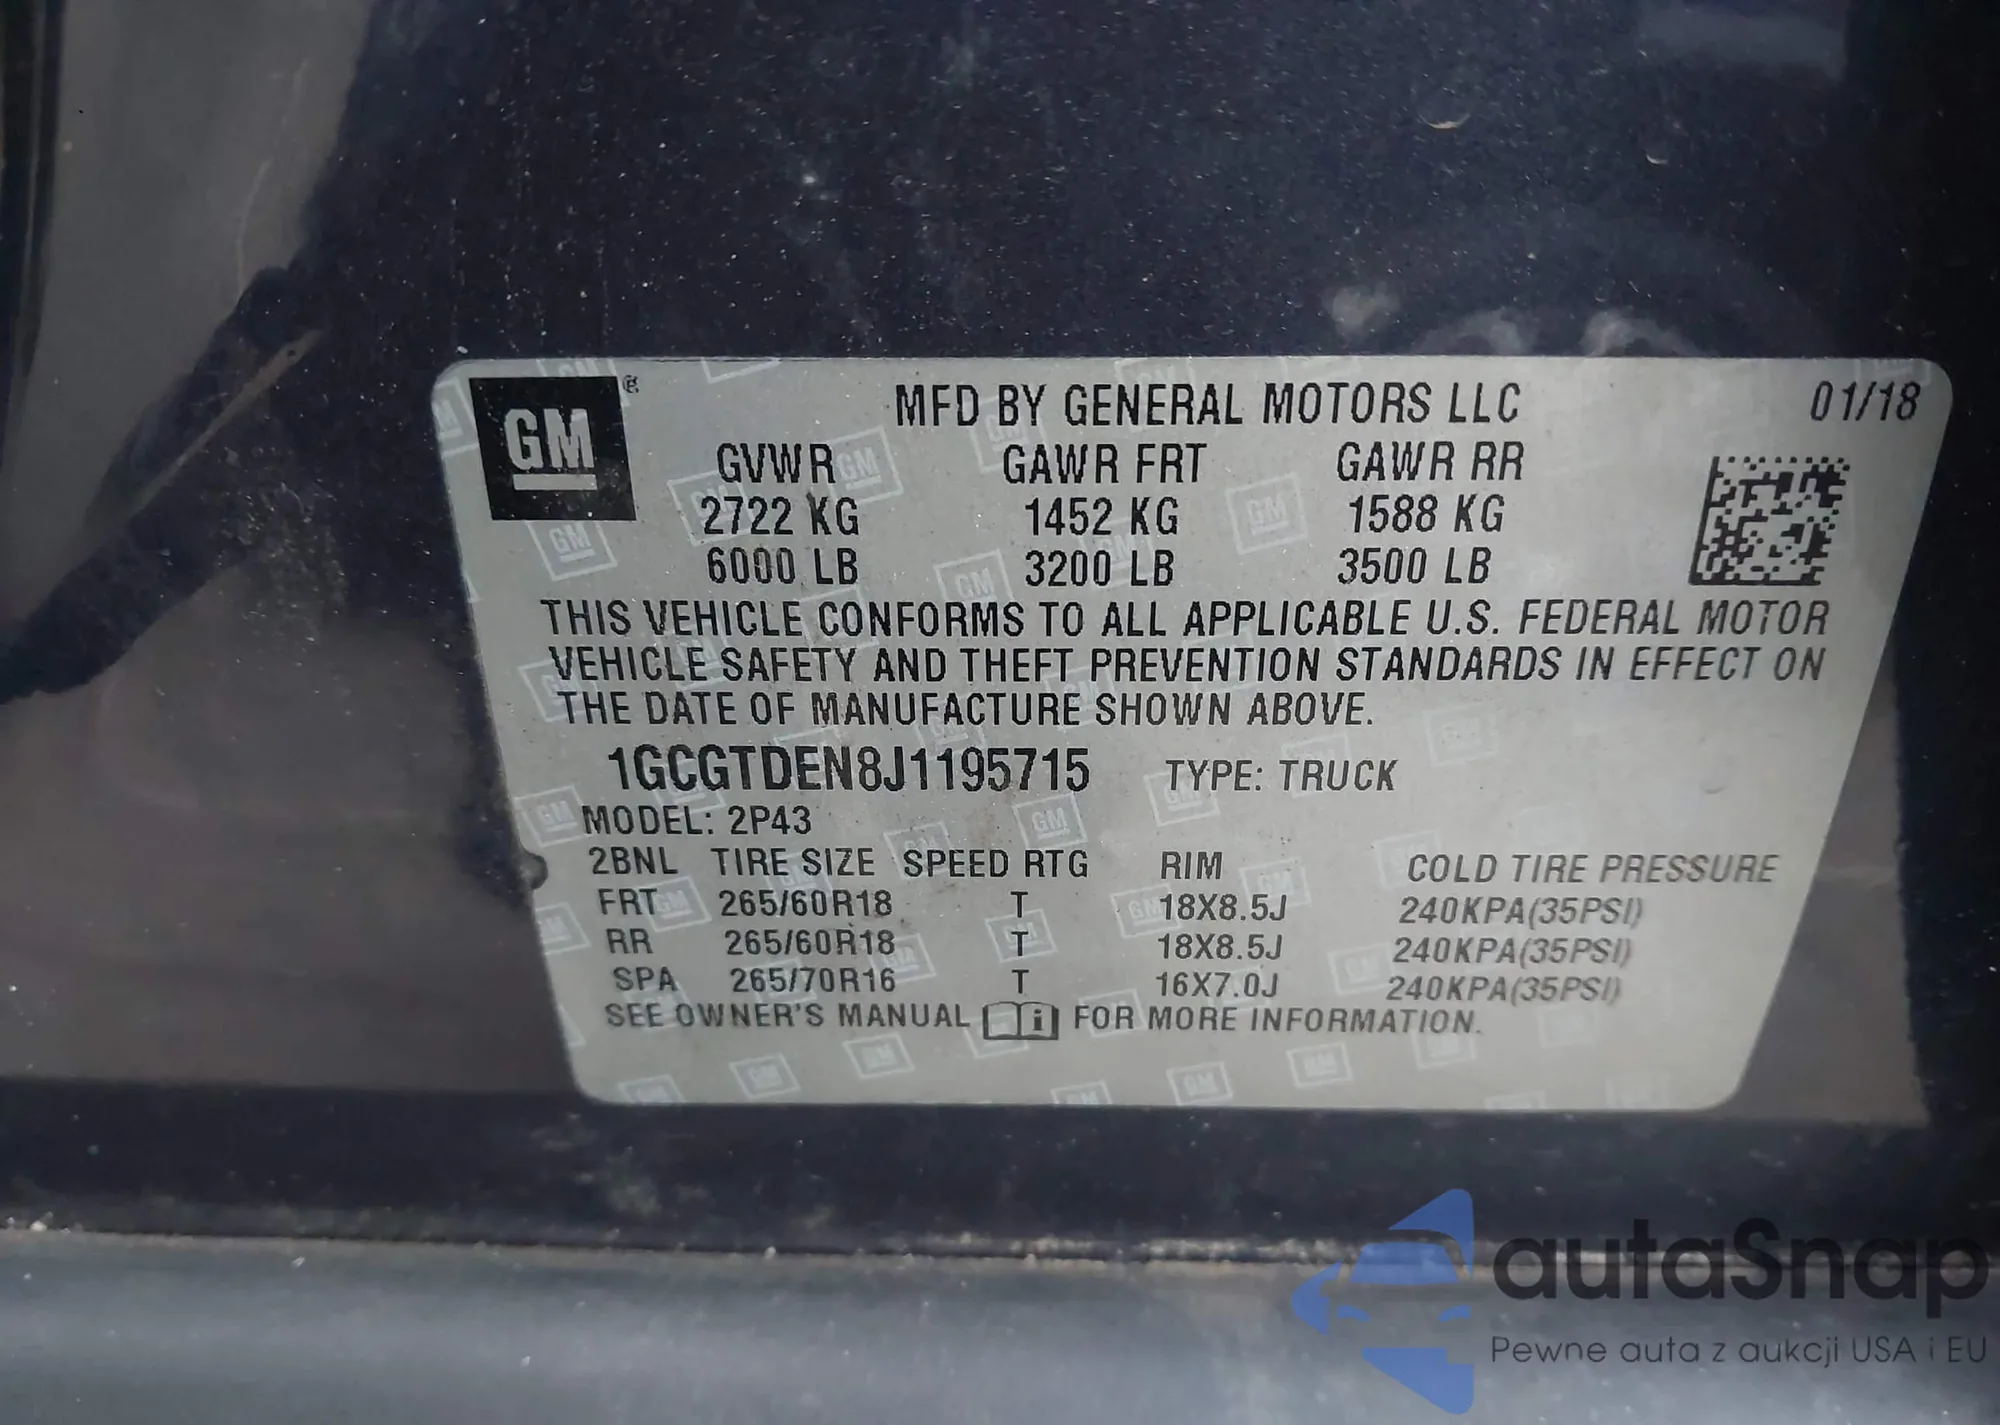 GM ® MFD BY GENERAL MOTORS LLC 01/18
GVWR GAWR FRT GAWR RR
2722 KG 1452 KG 1588 KG
6000 LB 3200 LB 3500 LB
THIS VEHICLE CONFORMS TO ALL APPLICABLE U.S. FEDERAL MOTOR
VEHICLE SAFETY AND THEFT PREVENTION STANDARDS IN EFFECT ON
THE DATE OF MANUFACTURE SHOWN ABOVE.
1GCGTDEN8J1195715 TYPE: TRUCK
MODEL: 2P43
2BNL TIRE SIZE SPEED RTG RIM COLD TIRE PRESSURE
FRT 265/60R18 T 18X8.5J 240KPA(35PSI)
RR 265/60R18 T 18X8.5J 240KPA(35PSI)
SPA 265/70R16 T 16X7.0J 240KPA(35PSI)
SEE OWNER'S MANUAL i FOR MORE INFORMATION.
autaSnap
Pewne auta z aukcji USA i EU